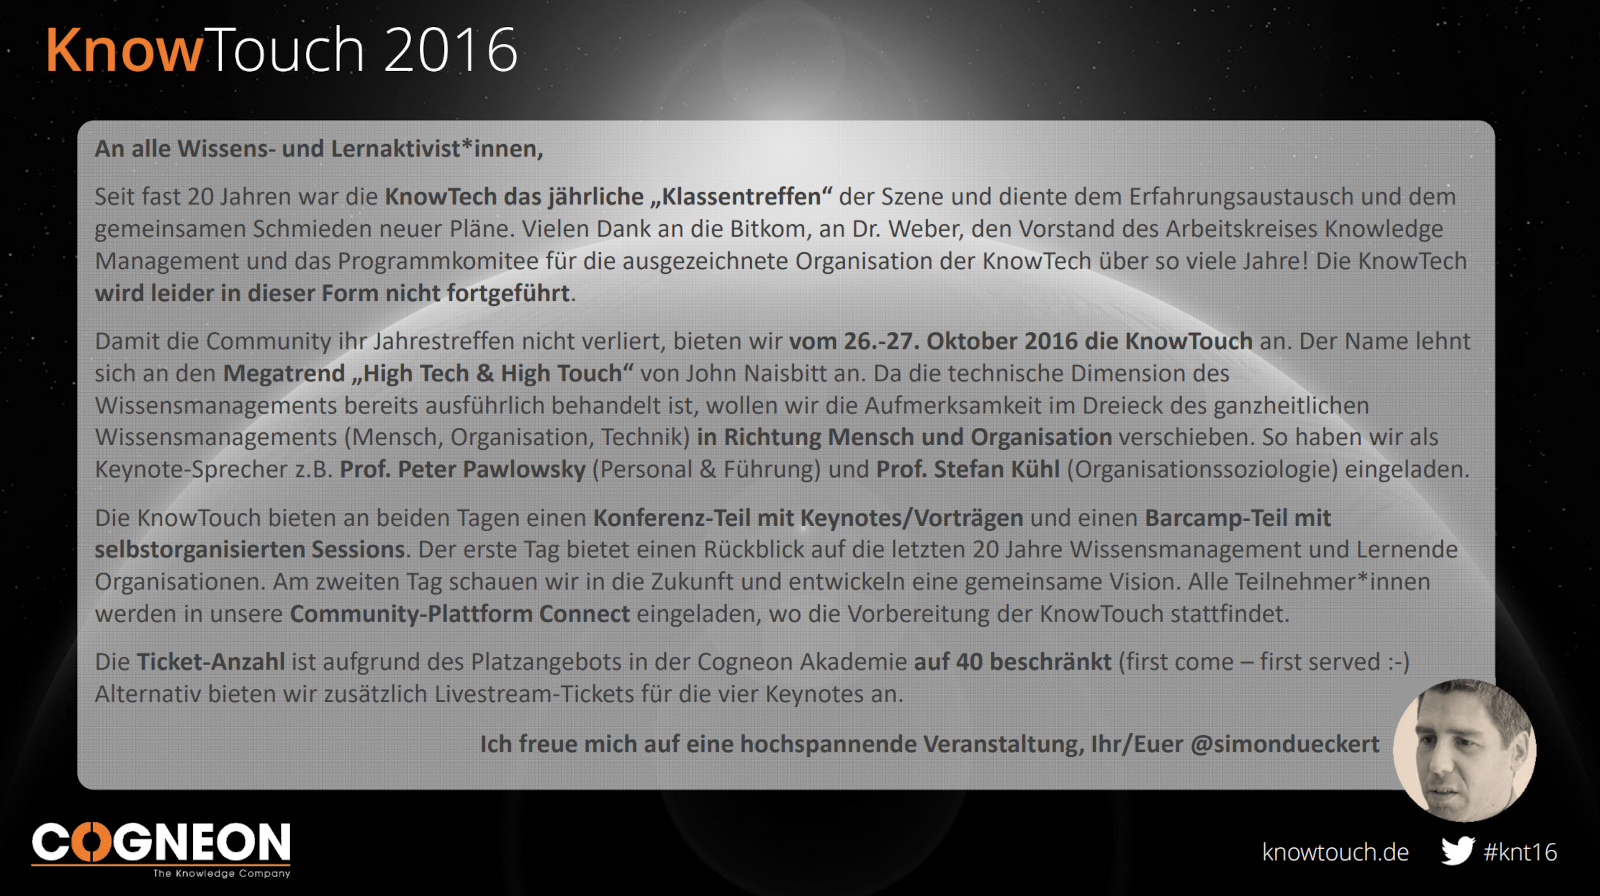 KnowTouch 2016
An alle Wissens- und Lernaktivist*innen,
Seit fast 20 Jahren war die KnowTech das jährliche „Klassentreffen“ der Szene und diente dem Erfahrungsaustausch und dem
gemeinsamen Schmieden neuer Pläne. Vielen Dank an die Bitkom, an Dr. Weber, den Vorstand des Arbeitskreises Knowledge
Management und das Programmkomitee für die ausgezeichnete Organisation der KnowTech über so viele Jahre! Die KnowTech
wird leider in dieser Form nicht fortgeführt.
Damit die Community ihr Jahrestreffen nicht verliert, bieten wir vom 26.-27. Oktober 2016 die KnowTouch an. Der Name lehnt
sich an den Megatrend „High Tech & High Touch“ von John Naisbitt an. Da die technische Dimension des
Wissensmanagements bereits ausführlich behandelt ist, wollen wir die Aufmerksamkeit im Dreieck des ganzheitlichen
Wissensmanagements (Mensch, Organisation, Technik) in Richtung Mensch und Organisation verschieben. So haben wir als
Keynote-Sprecher z.B. Prof. Peter Pawlowsky (Personal & Führung) und Prof. Stefan Kühl (Organisationssoziologie) eingeladen.
Die KnowTouch bieten an beiden Tagen einen Konferenz-Teil mit Keynotes/Vorträgen und einen Barcamp-Teil mit
selbstorganisierten Sessions. Der erste Tag bietet einen Rückblick auf die letzten 20 Jahre Wissensmanagement und Lernende
Organisationen. Am zweiten Tag schauen wir in die Zukunft und entwickeln eine gemeinsame Vision. Alle Teilnehmer*innen
werden in unsere Community-Plattform Connect eingeladen, wo die Vorbereitung der KnowTouch stattfindet.
Die Ticket-Anzahl ist aufgrund des Platzangebots in der Cogneon Akademie auf 40 beschränkt (first come – first served :-)
Alternativ bieten wir zusätzlich Livestream-Tickets für die vier Keynotes an.
Ich freue mich auf eine hochspannende Veranstaltung, Ihr/Euer @simondueckert
COGNEON
The Knowledge Company
knowtouch.de #knt16